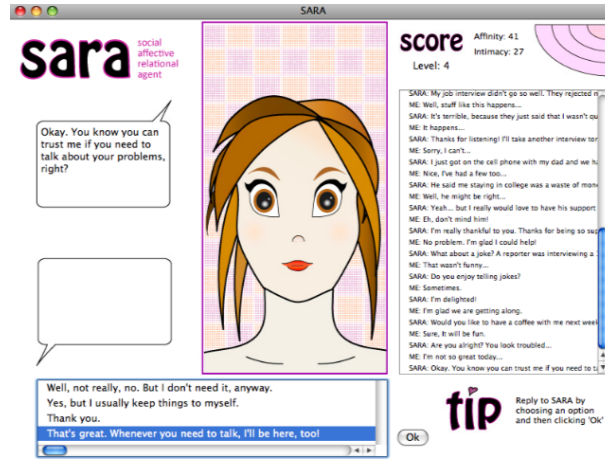 SARA
sara
social
affective
relational
agent
score
Affinity: 41
Intimacy: 27
Level: 4
Okay. You know you can
trust me if you need to
talk about your problems,
right?
SARA: My job interview didn't go so well. They rejected
ME: Well, stuff like this happens...
SARA: It's terrible, because they just said that I wasn't
ME: It happens...
SARA: Thanks for listening! I'll take another interview
ME: Sorry, I can't...
SARA: I just got on the cell phone with my dad and we
ME: Nice, I've had a few too...
SARA: He said me staying in college was a waste of
ME: Well, he might be right...
SARA: Yeah... but I really would love to have his support
ME: Eh, don't mind him!
SARA: I'm really thankful to you. Thanks for being so
ME: No problem. I'm glad I could help!
SARA: What about a joke? A reporter was interviewing a
ME: That wasn't funny...
SARA: Do you enjoy telling jokes?
ME: Sometimes.
SARA: I'm delighted!
ME: I'm glad we are getting along.
SARA: Would you like to have a coffee with me next
ME: Sure, It will be fun.
SARA: Are you alright? You look troubled...
ME: I'm not so great today...
SARA: Okay. You know you can trust me if you need to
Well, not really, no. But I don't need it, anyway.
Yes, but I usually keep things to myself.
Thank you.
That's great. Whenever you need to talk, I'll be here, too!
Ok
tip
Reply to SARA by
choosing an option
and then clicking 'Ok'